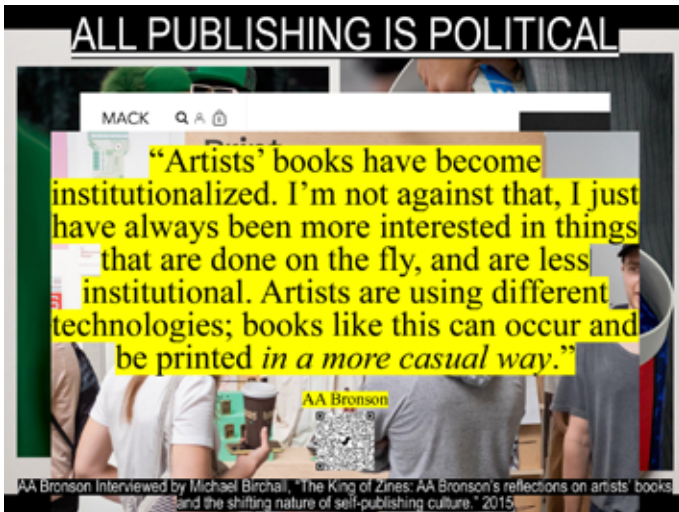 ALL PUBLISHING IS POLITICAL
MACK
Print
“Artists’ books have become
institutionalized. I’m not against that, I just
have always been more interested in things
that are done on the fly, and are less
institutional. Artists are using different
technologies; books like this can occur and
be printed in a more casual way.”
AA Bronson
AA Bronson Interviewed by Michael Birchall, “The King of Zines: AA Bronson’s reflections on artists’ books
and the shifting nature of self-publishing culture.” 2015